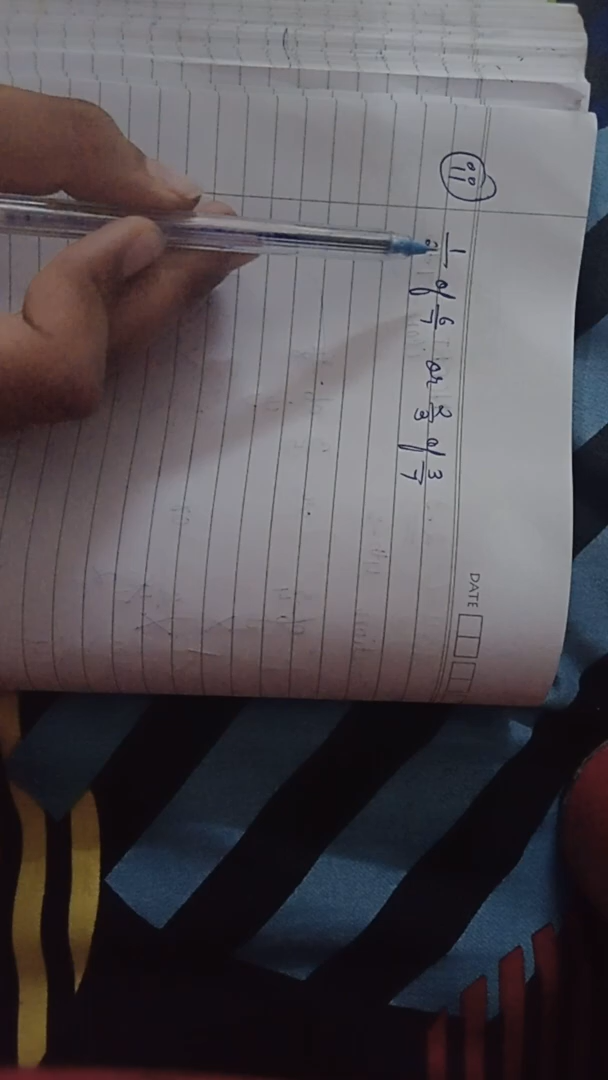 DATE
ii) 1/2 of 6/7 or 2/3 of 3/7